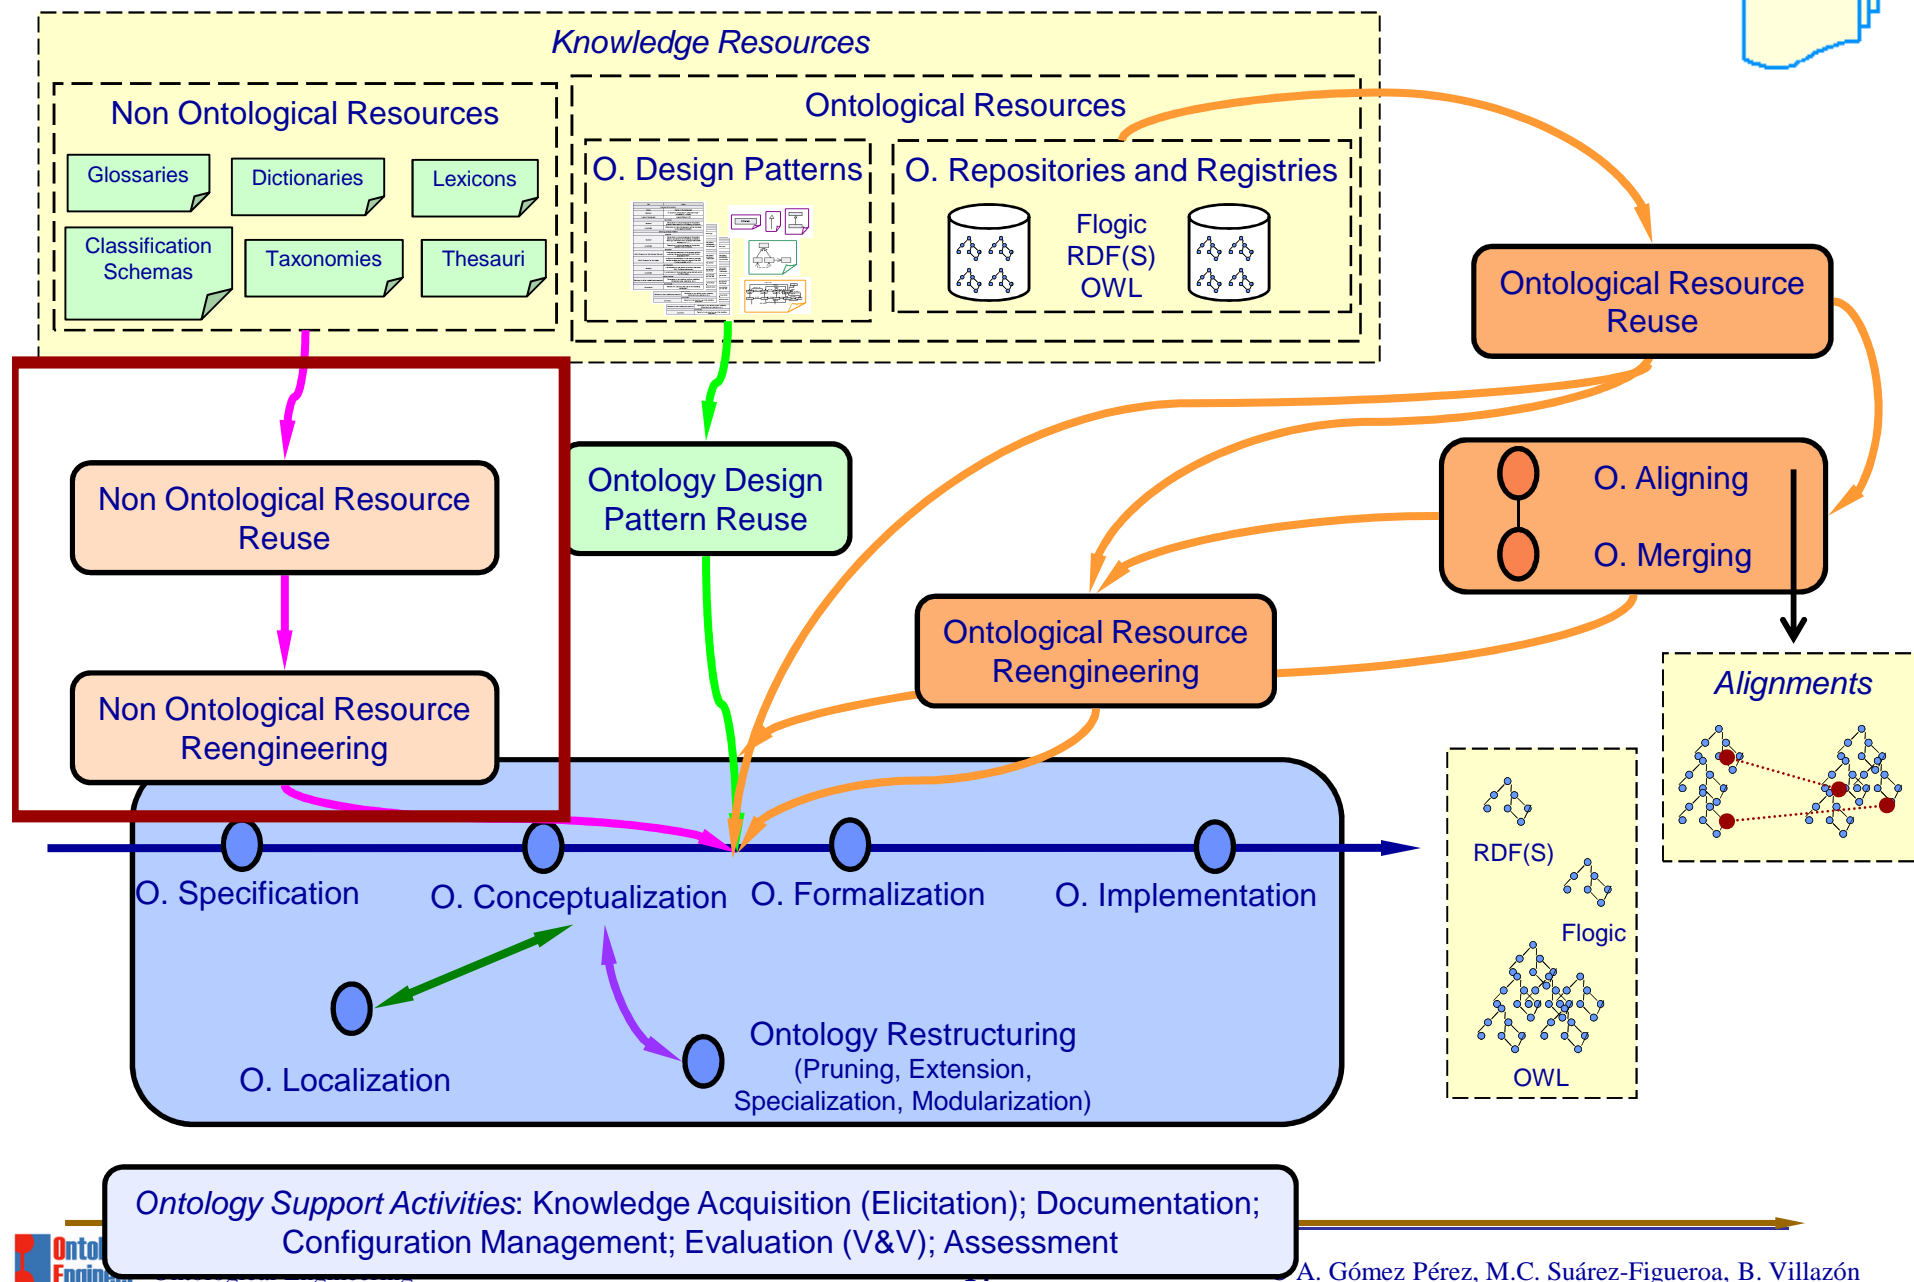 Knowledge Resources
Non Ontological Resources
Glossaries
Dictionaries
Lexicons
Classification
Schemas
Taxonomies
Thesauri
Ontological Resources
O. Design Patterns
O. Repositories and Registries
Flogic
RDF(S)
OWL
Ontological Resource
Reuse
Non Ontological Resource
Reuse
Ontology Design
Pattern Reuse
O. Aligning
O. Merging
Ontological Resource
Reengineering
Non Ontological Resource
Reengineering
Alignments
RDF(S)
Flogic
OWL
O. Specification
O. Conceptualization
O. Formalization
O. Implementation
O. Localization
Ontology Restructuring
(Pruning, Extension,
Specialization, Modularization)
Ontology Support Activities: Knowledge Acquisition (Elicitation); Documentation;
Configuration Management; Evaluation (V&V); Assessment
A. Gómez Pérez, M.C. Suárez-Figueroa, B. Villazón